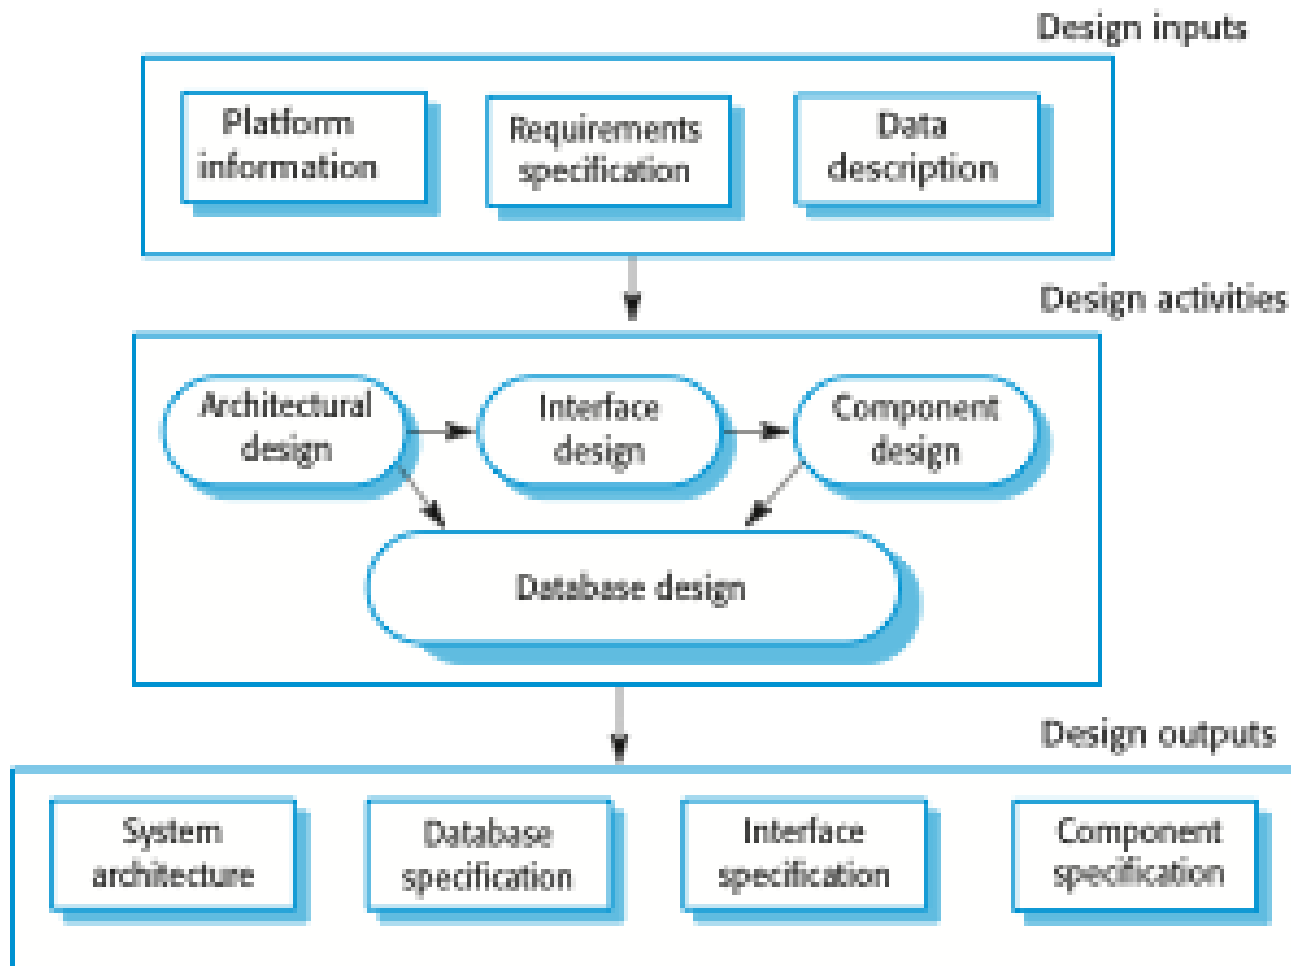 Design inputs
Platform
information
Requirements
specification
Data
description
Design activities
Architectural
design
Interface
design
Component
design
Database design
Design outputs
System
architecture
Database
specification
Interface
specification
Component
specification